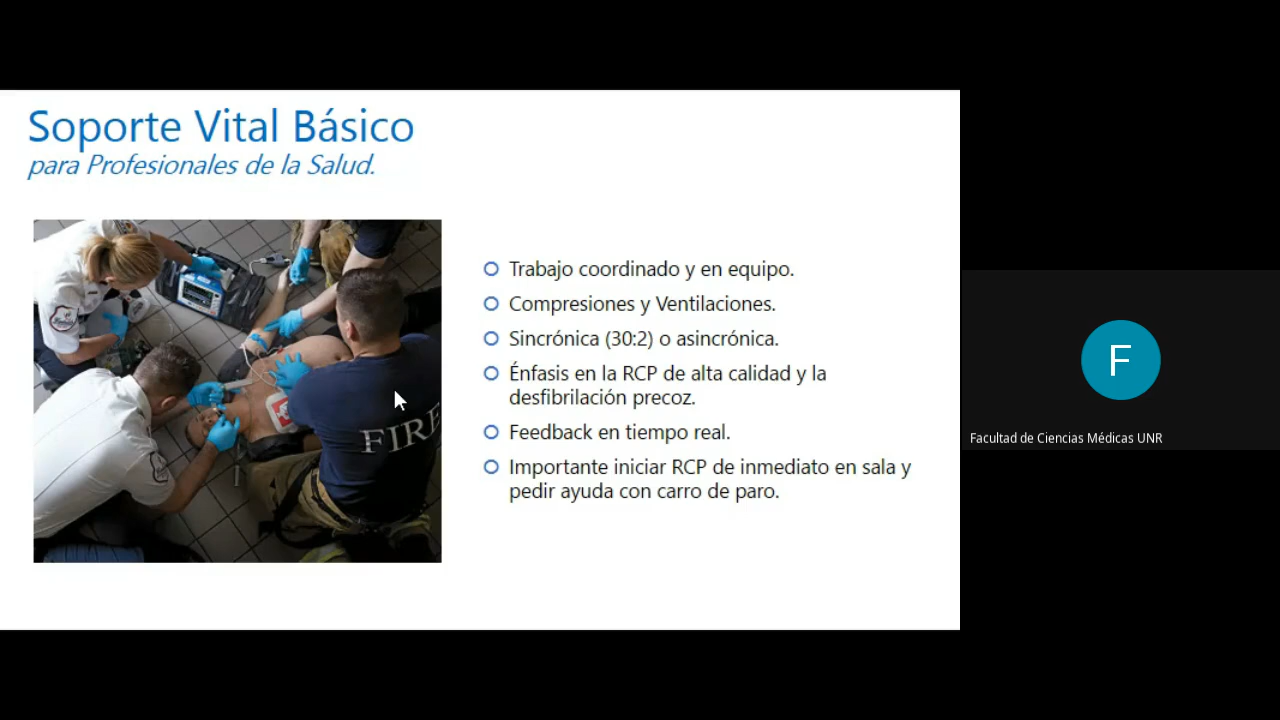 Soporte Vital Básico
para Profesionales de la Salud.
Trabajo coordinado y en equipo.
Compresiones y Ventilaciones.
Sincrónica (30:2) o asincrónica.
Énfasis en la RCP de alta calidad y la
desfibrilación precoz.
Feedback en tiempo real.
Importante iniciar RCP de inmediato en sala y
pedir ayuda con carro de paro.
FIRE
F
Facultad de Ciencias Médicas UNR